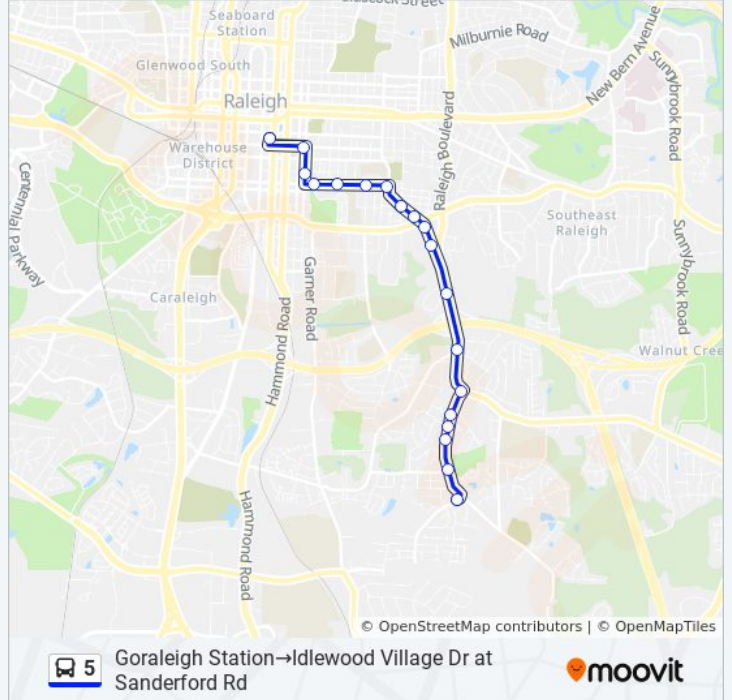 Glascock Street
Seaboard
Station
Milburnie Road
New Bern Avenue
Sunnybrook Road
Glenwood South
Raleigh
Warehouse
District
Raleigh Boulevard
Centennial Parkway
Southeast
Raleigh
Sunnybrook Road
Garner Road
Caraleigh
Hammond Road
Walnut Cree
Hammond Road
© OpenStreetMap contributors | © OpenMapTiles
5
Goraleigh Station→Idlewood Village Dr at
Sanderford Rd
moovit